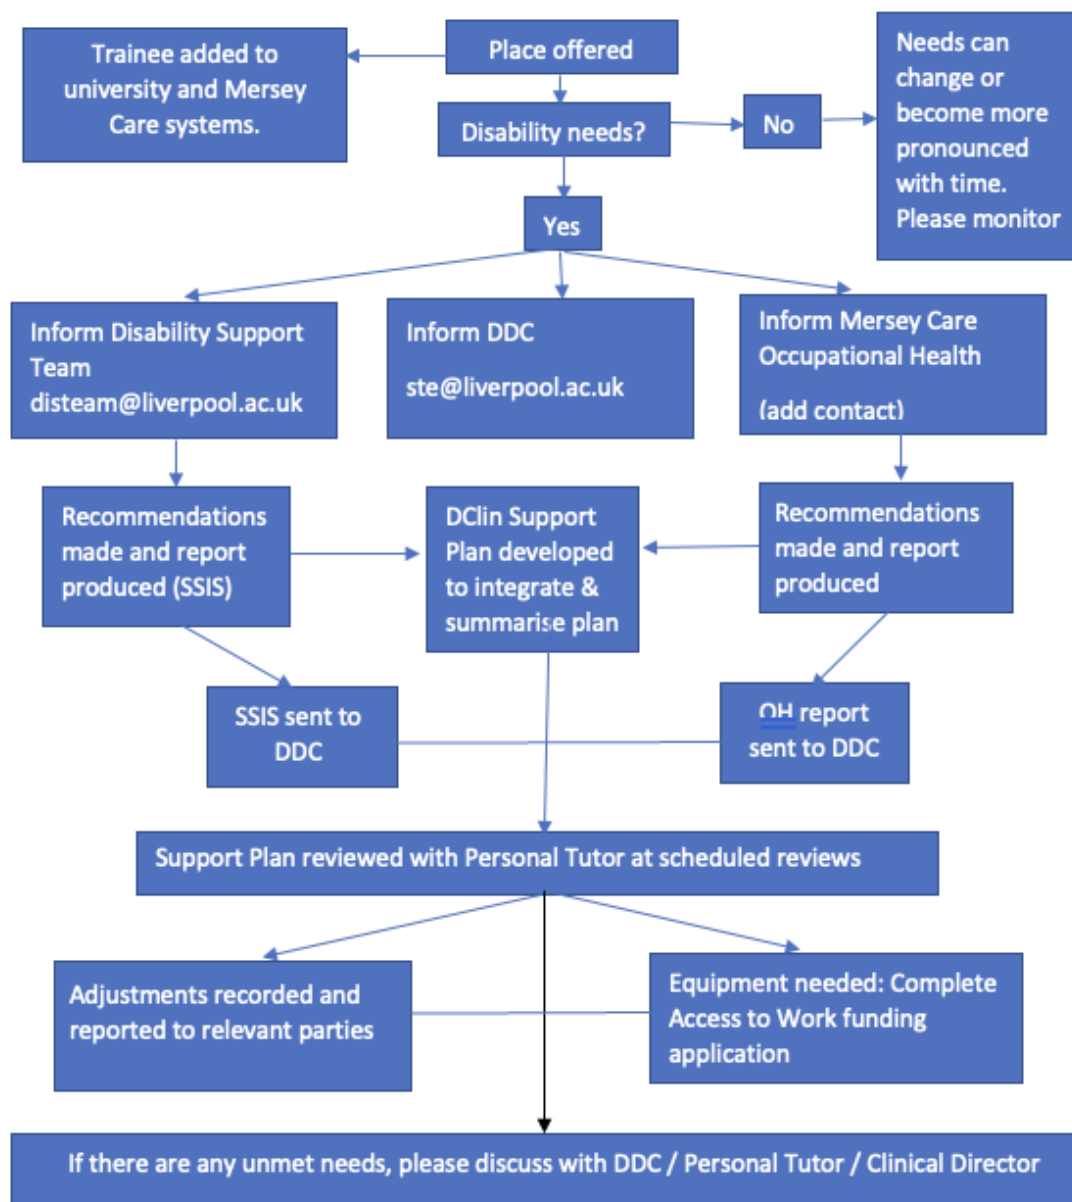 Place offered
Trainee added to
university and Mersey
Care systems.
Disability needs?
No
Needs can
change or
become more
pronounced
with time.
Please monitor
Yes
Inform Disability Support
Team
disteam@liverpool.ac.uk
Inform DDC
ste@liverpool.ac.uk
Inform Mersey Care
Occupational Health
(add contact)
Recommendations
made and report
produced (SSIS)
DClin Support
Plan developed
to integrate &
summarise plan
Recommendations
made and report
produced
SSIS sent to
DDC
OH report
sent to DDC
Support Plan reviewed with Personal Tutor at scheduled reviews
Adjustments recorded and
reported to relevant parties
Equipment needed: Complete
Access to Work funding
application
If there are any unmet needs, please discuss with DDC / Personal Tutor / Clinical Director